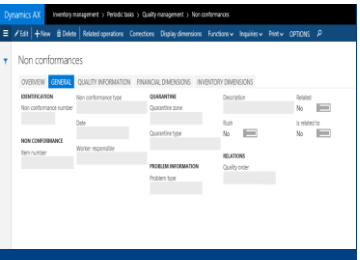 Dynamics AX Inventory management > Periodic tasks > Quality management > Non conformances
Edit + New Delete Related operations Corrections Display dimensions Functions Inquiries Print OPTIONS
Non conformances
OVERVIEW GENERAL QUALITY INFORMATION FINANCIAL DIMENSIONS INVENTORY DIMENSIONS
IDENTIFICATION
Non conformance number
NON CONFORMANCE
Item number
Non conformance type
Date
Worker responsible
QUARANTINE
Quarantine zone
Quarantine type
PROBLEM INFORMATION
Problem type
Description
Rush
No
RELATIONS
Quality order
Related
No
Is related to
No